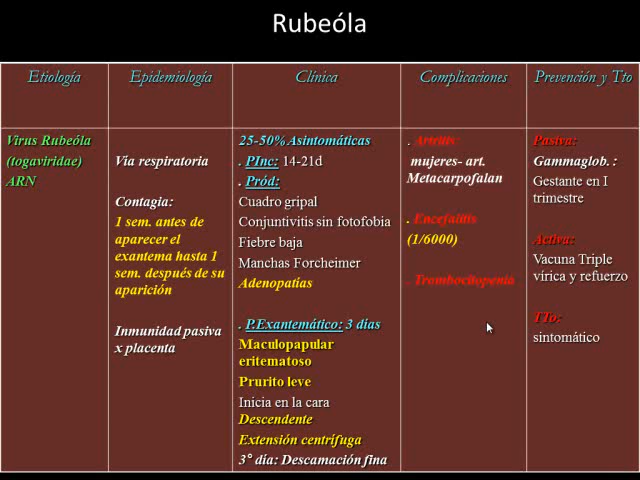 Rubeóla
Etiología
Epidemiología
Clínica
Complicaciones
Prevención y Tto
Virus Rubeóla
(togaviridae)
ARN
Vía respiratoria
Contagia:
1 sem. antes de
aparecer el
exantema hasta 1
sem. después de su
aparición
Inmunidad pasiva
x placenta
25-50% Asintomáticas
. PInc: 14-21d
. Pród:
Cuadro gripal
Conjuntivitis sin fotofobia
Fiebre baja
Manchas Forcheimer
Adenopatías
. P.Exantemático: 3 días
Maculopapular
eritematoso
Prurito leve
Inicia en la cara
Descendente
Extensión centrífuga
3° día: Descamación fina
. Artritis:
mujeres- art.
Metacarpofalan
. Encefalitis
(1/6000)
. Trombocitopenia
Pasiva:
Gammaglob. :
Gestante en I
trimestre
Activa:
Vacuna Triple
vírica y refuerzo
TTo:
sintomático